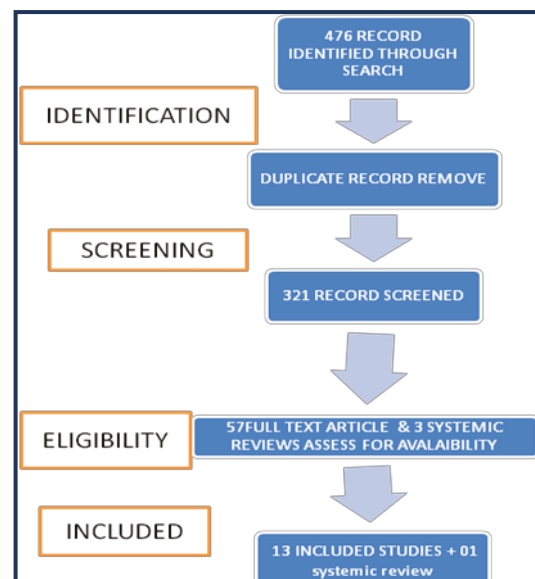 476 RECORD
IDENTIFIED THROUGH
SEARCH
IDENTIFICATION
DUPLICATE RECORD REMOVE
SCREENING
321 RECORD SCREENED
ELIGIBILITY
57FULL TEXT ARTICLE & 3 SYSTEMIC
REVIEWS ASSESS FOR AVALAIBILITY
INCLUDED
13 INCLUDED STUDIES + 01
systemic review